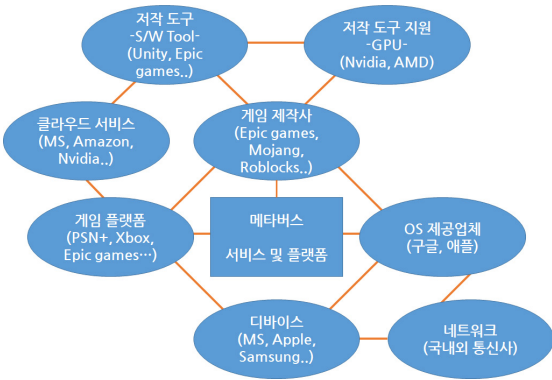 저작 도구
-S/W Tool-
(Unity, Epic
games..)
저작 도구 지원
-GPU-
(Nvidia, AMD)
클라우드 서비스
(MS, Amazon,
Nvidia..)
게임 제작사
(Epic games,
Mojang,
Roblocks..)
게임 플랫폼
(PSN+, Xbox,
Epic games…)
메타버스
서비스 및 플랫폼
OS 제공업체
(구글, 애플)
디바이스
(MS, Apple,
Samsung..)
네트워크
(국내외 통신사)